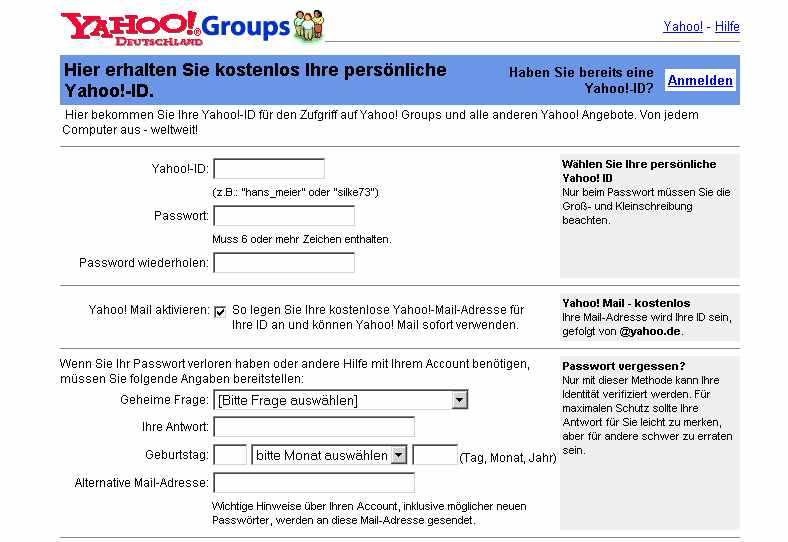 YAHOO! Groups
DEUTSCHLAND
Yahoo! - Hilfe
Hier erhalten Sie kostenlos Ihre persönliche
Yahoo!-ID.
Haben Sie bereits eine
Yahoo!-ID?
Anmelden
Hier bekommen Sie Ihre Yahoo!-ID für den Zufgriff auf Yahoo! Groups und alle anderen Yahoo! Angebote. Von jedem
Computer aus - weltweit!
Yahoo!-ID:
(z.B.: "hans_meier" oder "silke73")
Passwort:
Muss 6 oder mehr Zeichen enthalten.
Password wiederholen:
Wählen Sie Ihre persönliche
Yahoo! ID
Nur beim Passwort müssen Sie die
Groß- und Kleinschreibung
beachten.
Yahoo! Mail aktivieren:
So legen Sie Ihre kostenlose Yahoo!-Mail-Adresse für
Ihre ID an und können Yahoo! Mail sofort verwenden.
Yahoo! Mail - kostenlos
Ihre Mail-Adresse wird Ihre ID sein,
gefolgt von @yahoo.de.
Wenn Sie Ihr Passwort verloren haben oder andere Hilfe mit Ihrem Account benötigen,
müssen Sie folgende Angaben bereitstellen:
Geheime Frage: [Bitte Frage auswählen]
Ihre Antwort:
Geburtstag: bitte Monat auswählen (Tag, Monat, Jahr)
Alternative Mail-Adresse:
Wichtige Hinweise über Ihren Account, inklusive möglicher neuen
Passwörter, werden an diese Mail-Adresse gesendet.
Passwort vergessen?
Nur mit dieser Methode kann Ihre
Identität verifiziert werden. Für
maximalen Schutz sollte Ihre
Antwort für Sie leicht zu merken,
aber für andere schwer zu erraten
sein.